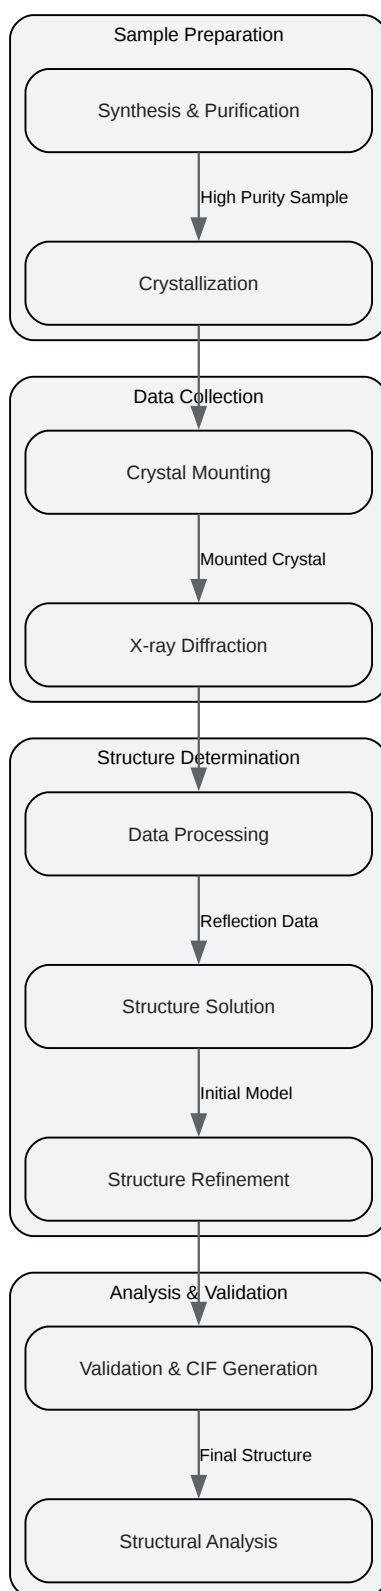 Sample Preparation
Synthesis & Purification
High Purity Sample
Crystallization
Data Collection
Crystal Mounting
Mounted Crystal
X-ray Diffraction
Structure Determination
Data Processing
Reflection Data
Structure Solution
Initial Model
Structure Refinement
Analysis & Validation
Validation & CIF Generation
Final Structure
Structural Analysis